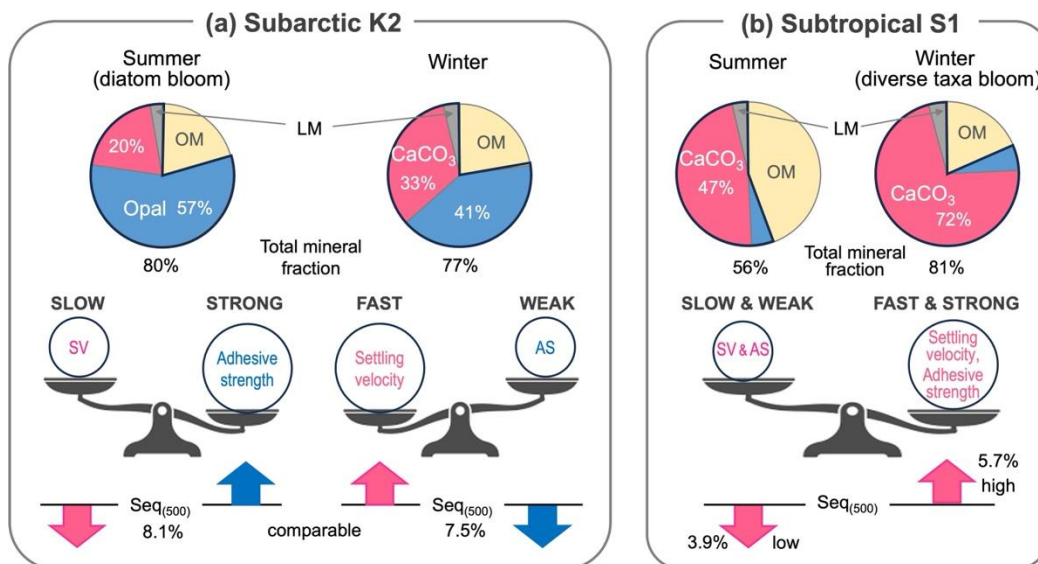 (a) Subarctic K2
Summer
(diatom bloom)
Winter
LM
20%
OM
Opal 57%
CaCO₃
33%
OM
41%
Total mineral
fraction
80%
77%
SLOW
STRONG
FAST
WEAK
SV
Adhesive
strength
Settling
velocity
AS
Seq(500)
8.1%
comparable
Seq(500)
7.5%
(b) Subtropical S1
Summer
Winter
(diverse taxa bloom)
LM
CaCO₃
47%
OM
OM
CaCO₃
72%
Total mineral
fraction
56%
81%
SLOW & WEAK
FAST & STRONG
SV & AS
Settling
velocity,
Adhesive
strength
5.7%
high
Seq(500)
3.9%
low